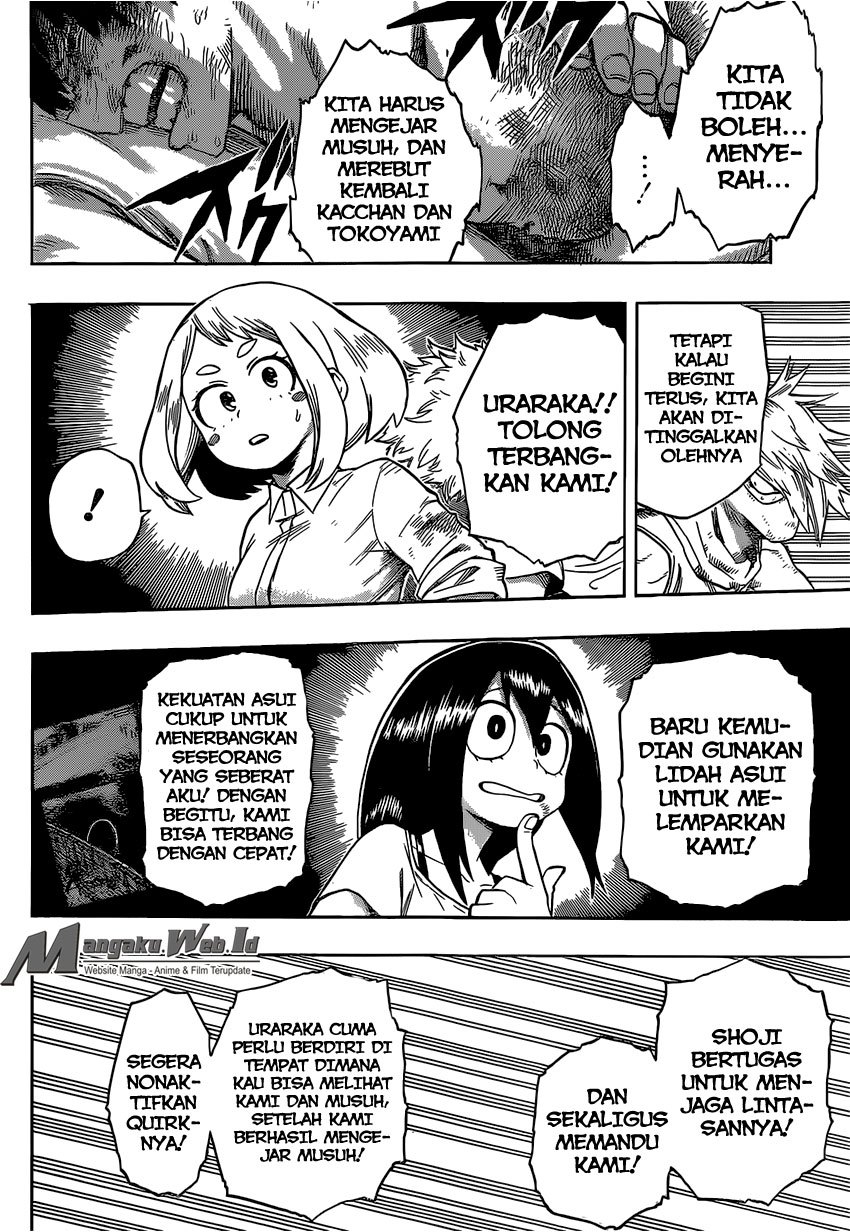 KITA
TIDAK
BOLEH...
MENYE-
RAH...
...
KITA HARUS
MENGEJAR
MUSUH, DAN
MEREBUT
KEMBALI
KACCHAN DAN
TOKOYAMI
TETAPI
KALAU
BEGINI
TERUS, KITA
AKAN DI-
TINGGALKAN
OLEHNYA
URARAKA!!
TOLONG
TERBANG-
KAN KAMI!
!
BARU KEMU-
DIAN GUNAKAN
LIDAH ASUI
UNTUK ME-
LEMPARKAN
KAMI!
KEKUATAN ASUI
CUKUP UNTUK
MENERBANGKAN
SESEORANG
YANG SEBERAT
AKU! DENGAN
BEGITU, KAMI
BISA TERBANG
DENGAN CEPAT!
Mangaku.Web.Id
Website Manga - Anime & Film Terupdate
SHOJI
BERTUGAS
UNTUK MEN-
JAGA LINTA-
SANNYA!
DAN
SEKALIGUS
MEMANDU
KAMI!
URARAKA CUMA
PERLU BERDIRI DI
TEMPAT DIMANA
KAU BISA MELIHAT
KAMI DAN MUSUH,
SETELAH KAMI
BERHASIL MENGE-
JAR MUSUH!
SEGERA
NONAK-
TIFKAN
QUIRK-
NYA!